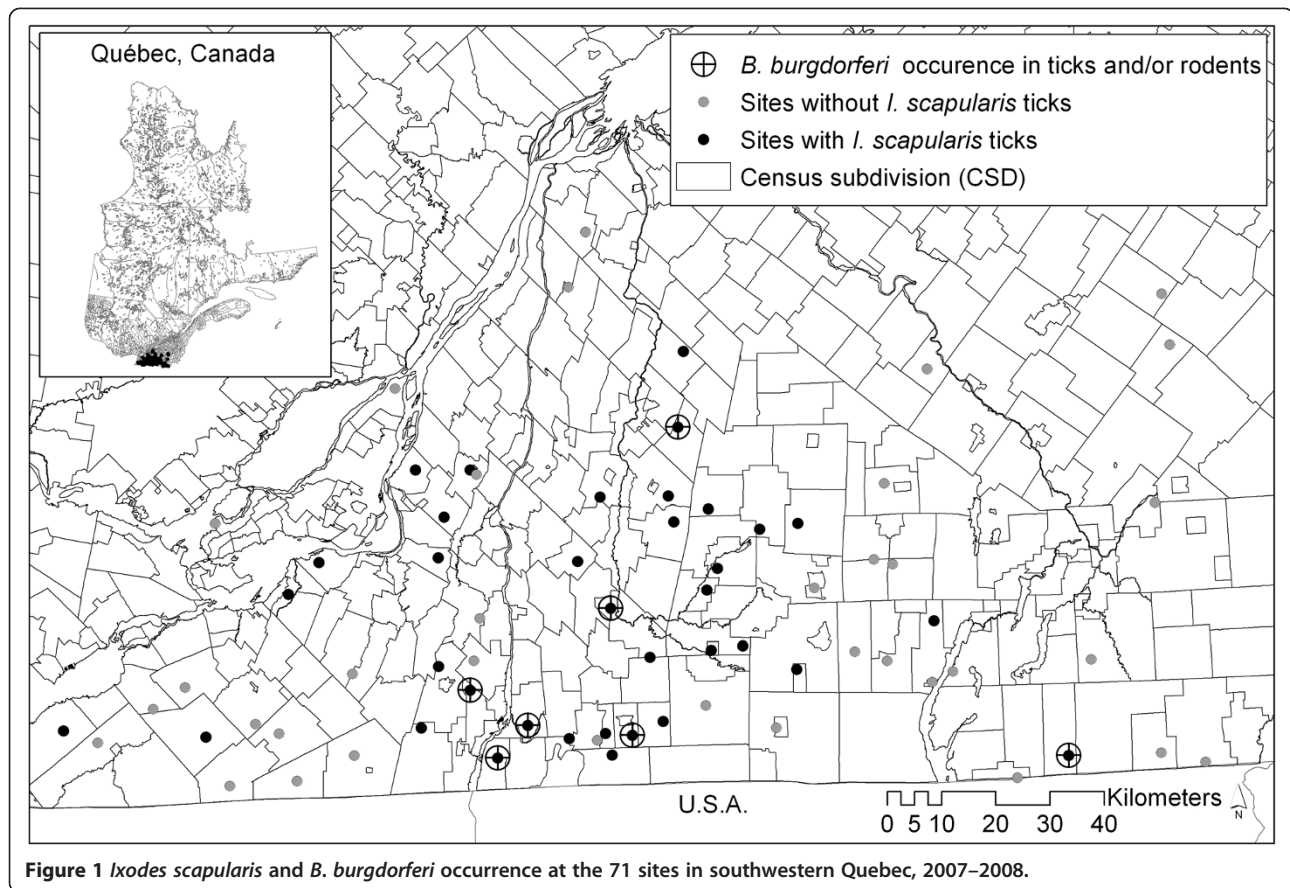 Québec, Canada
B. burgdorferi occurence in ticks and/or rodents
Sites without I. scapularis ticks
Sites with I. scapularis ticks
Census subdivision (CSD)
U.S.A.
Kilometers
0 5 10 20 30 40
N
Figure 1 Ixodes scapularis and B. burgdorferi occurrence at the 71 sites in southwestern Quebec, 2007–2008.